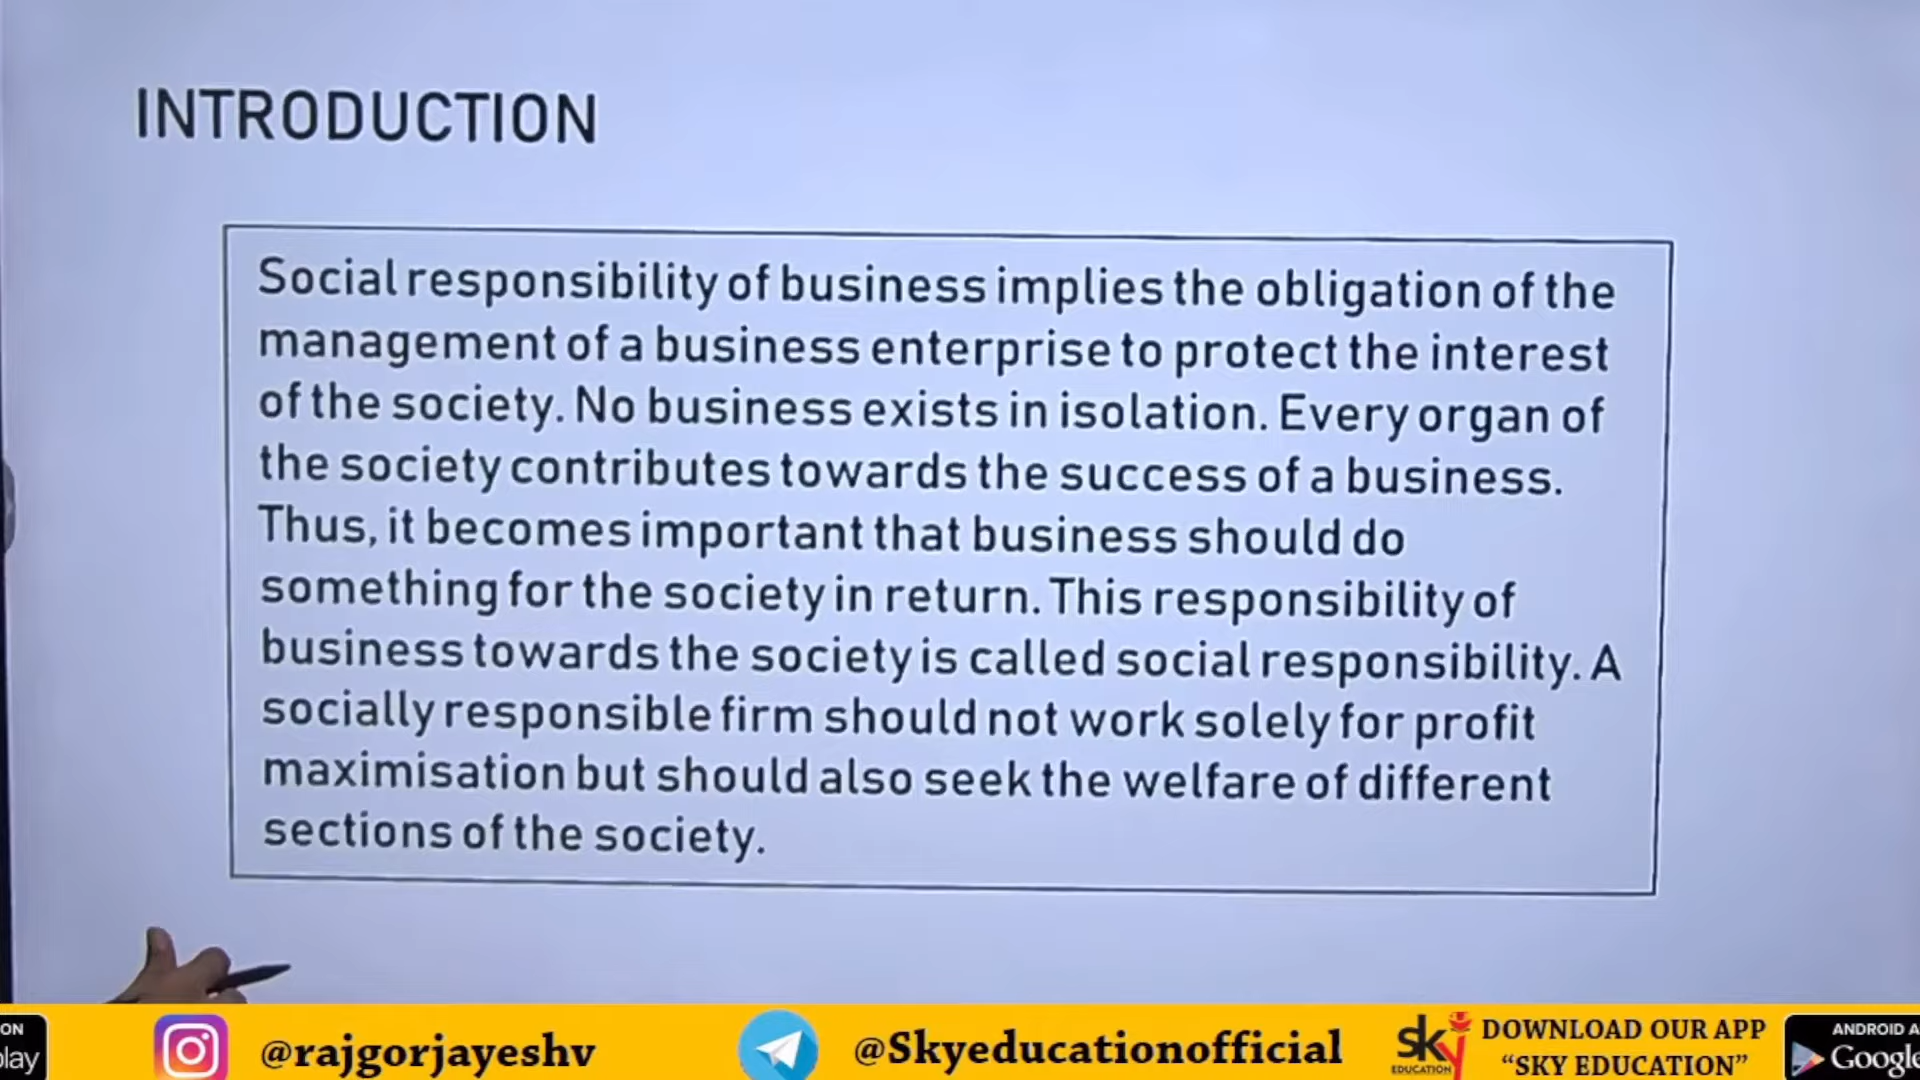 INTRODUCTION
Social responsibility of business implies the obligation of the
management of a business enterprise to protect the interest
of the society. No business exists in isolation. Every organ of
the society contributes towards the success of a business.
Thus, it becomes important that business should do
something for the society in return. This responsibility of
business towards the society is called social responsibility. A
socially responsible firm should not work solely for profit
maximisation but should also seek the welfare of different
sections of the society.
ON
play
@rajgorjayeshv
@Skyeducationofficial
sky
EDUCATION
DOWNLOAD OUR APP
“SKY EDUCATION”
ANDROID A
Google